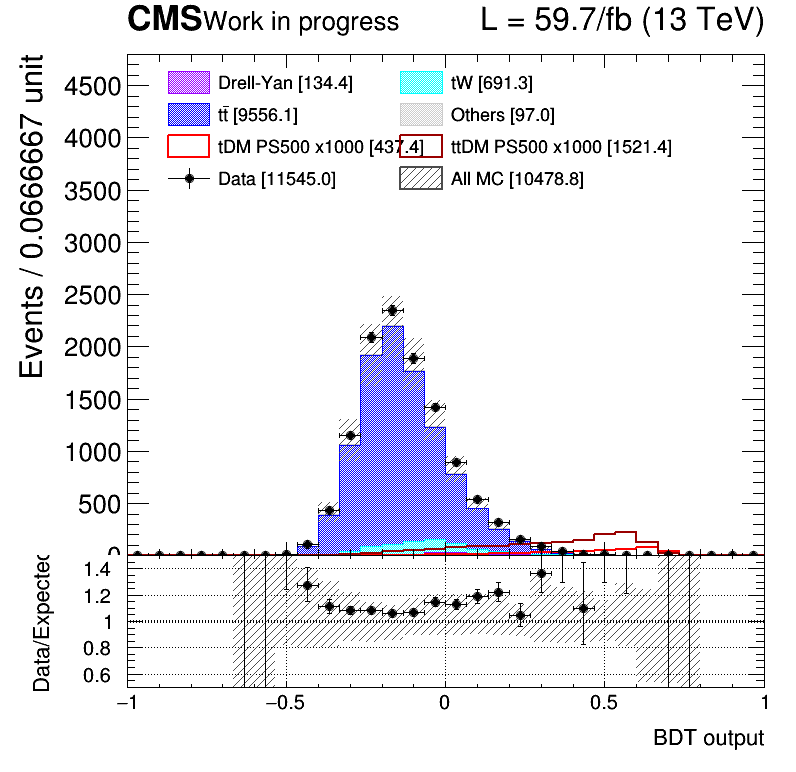 CMS Work in progress L = 59.7/fb (13 TeV)
Events / 0.0666667 unit
4500
4000
3500
3000
2500
2000
1500
1000
500
0
Drell-Yan [134.4]
tW [691.3]
tt̄ [9556.1]
Others [97.0]
tDM PS500 x1000 [437.4]
ttDM PS500 x1000 [1521.4]
Data [11545.0]
All MC [10478.8]
Data/Expected
1.4
1.2
1
0.8
0.6
−1 −0.5 0 0.5 1
BDT output